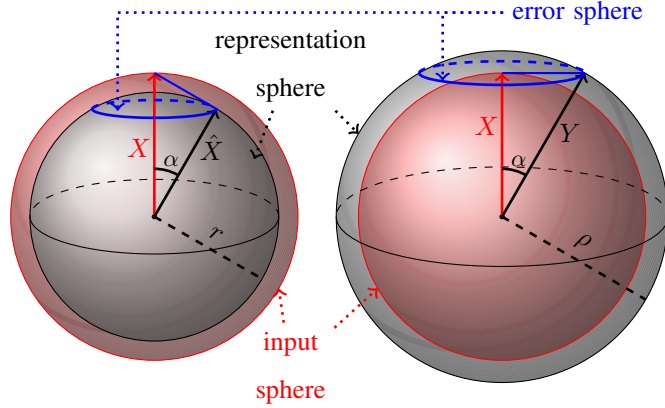 error sphere
representation
sphere
X
α
X̂
r
X
α
Y
ρ
input
sphere